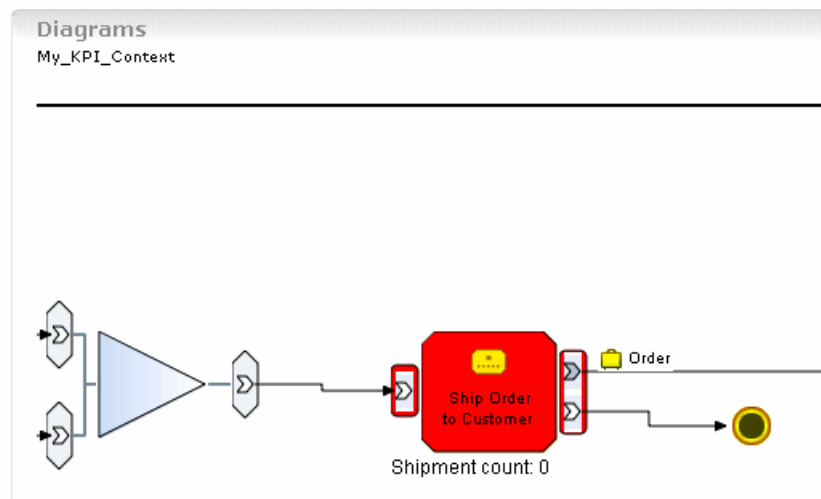 Diagrams
My_KPI_Context
Order
Ship Order
to Customer
Shipment count: 0